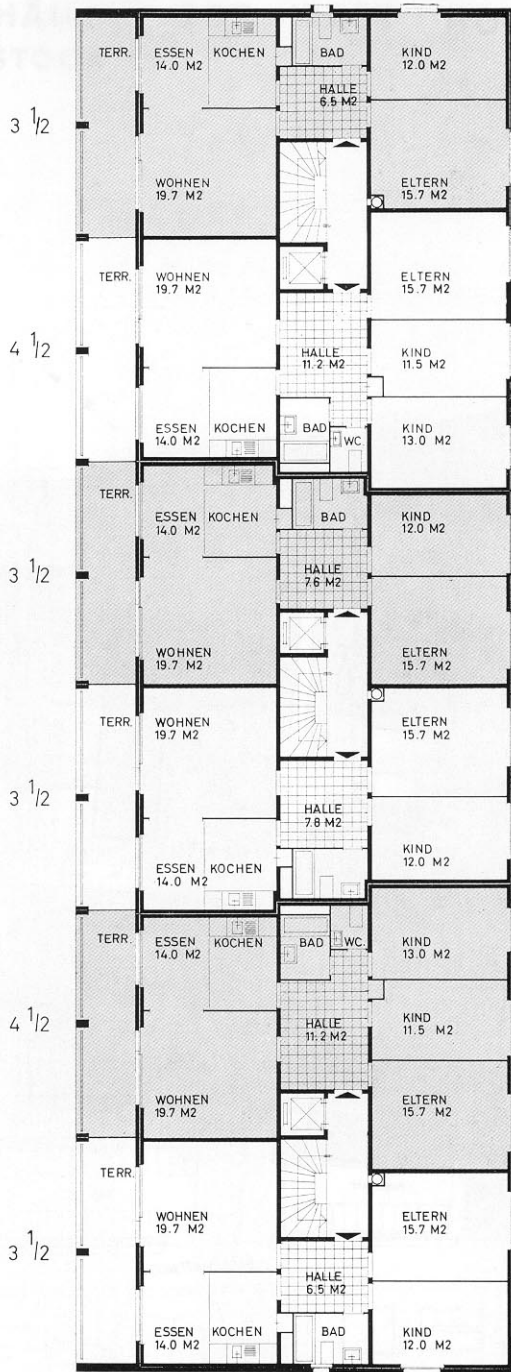 3 1/2
TERR.
ESSEN
14.0 M2
KOCHEN
BAD
KIND
12.0 M2
HALLE
6.5 M2
WOHNEN
19.7 M2
ELTERN
15.7 M2
4 1/2
TERR.
WOHNEN
19.7 M2
ELTERN
15.7 M2
HALLE
11.2 M2
KIND
11.5 M2
ESSEN
14.0 M2
KOCHEN
BAD
WC
KIND
13.0 M2
3 1/2
TERR.
ESSEN
14.0 M2
KOCHEN
BAD
KIND
12.0 M2
HALLE
7.6 M2
WOHNEN
19.7 M2
ELTERN
15.7 M2
3 1/2
TERR.
WOHNEN
19.7 M2
ELTERN
15.7 M2
HALLE
7.8 M2
ESSEN
14.0 M2
KOCHEN
KIND
12.0 M2
4 1/2
TERR.
ESSEN
14.0 M2
KOCHEN
BAD
WC.
KIND
13.0 M2
HALLE
11.2 M2
KIND
11.5 M2
WOHNEN
19.7 M2
ELTERN
15.7 M2
3 1/2
TERR.
WOHNEN
19.7 M2
ELTERN
15.7 M2
HALLE
6.5 M2
ESSEN
14.0 M2
KOCHEN
BAD
KIND
12.0 M2